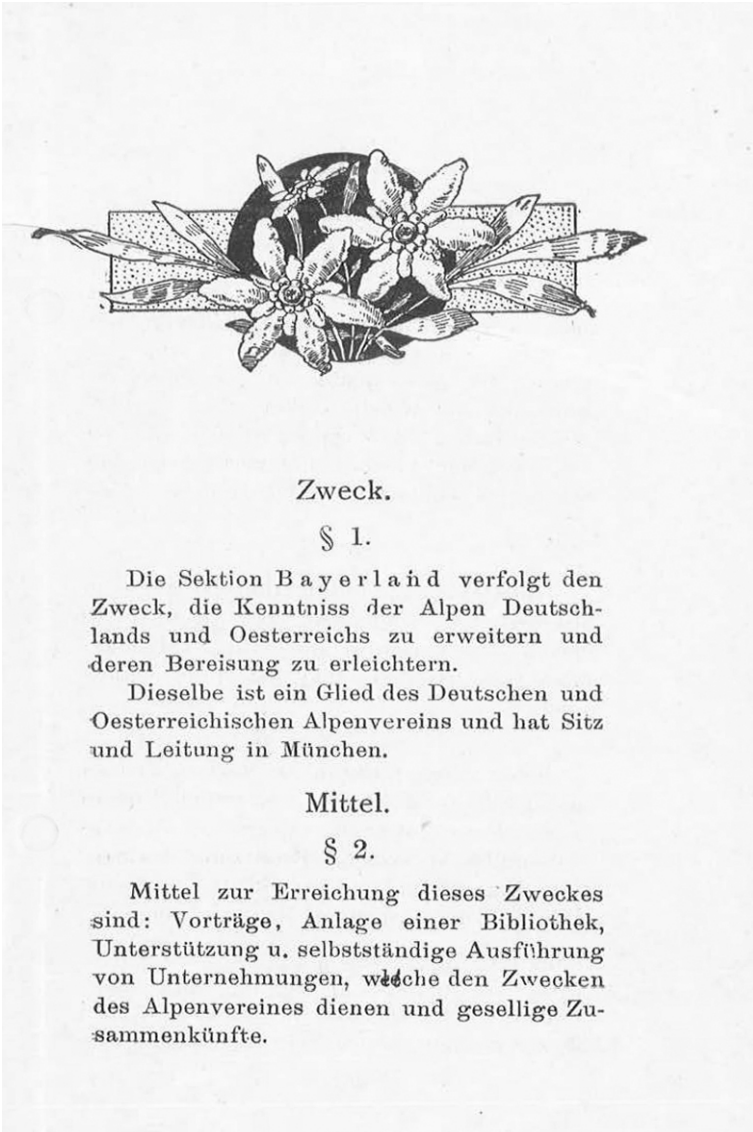 Zweck.
§ 1.
Die Sektion Bayerland verfolgt den
Zweck, die Kenntniss der Alpen Deutsch-
lands und Oesterreichs zu erweitern und
deren Bereisung zu erleichtern.
Dieselbe ist ein Glied des Deutschen und
Oesterreichischen Alpenvereins und hat Sitz
und Leitung in München.
Mittel.
§ 2.
Mittel zur Erreichung dieses Zweckes
sind: Vorträge, Anlage einer Bibliothek,
Unterstützung u. selbstständige Ausführung
von Unternehmungen, welche den Zwecken
des Alpenvereines dienen und gesellige Zu-
sammenkünfte.